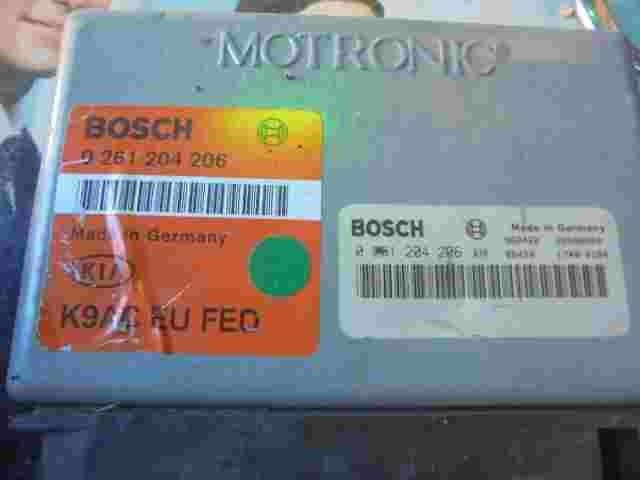 MOTRONIC
BOSCH
0 261 204 206
Made in Germany
KIA
K9AC EU FED
BOSCH
Made in Germany
0 261 204 206